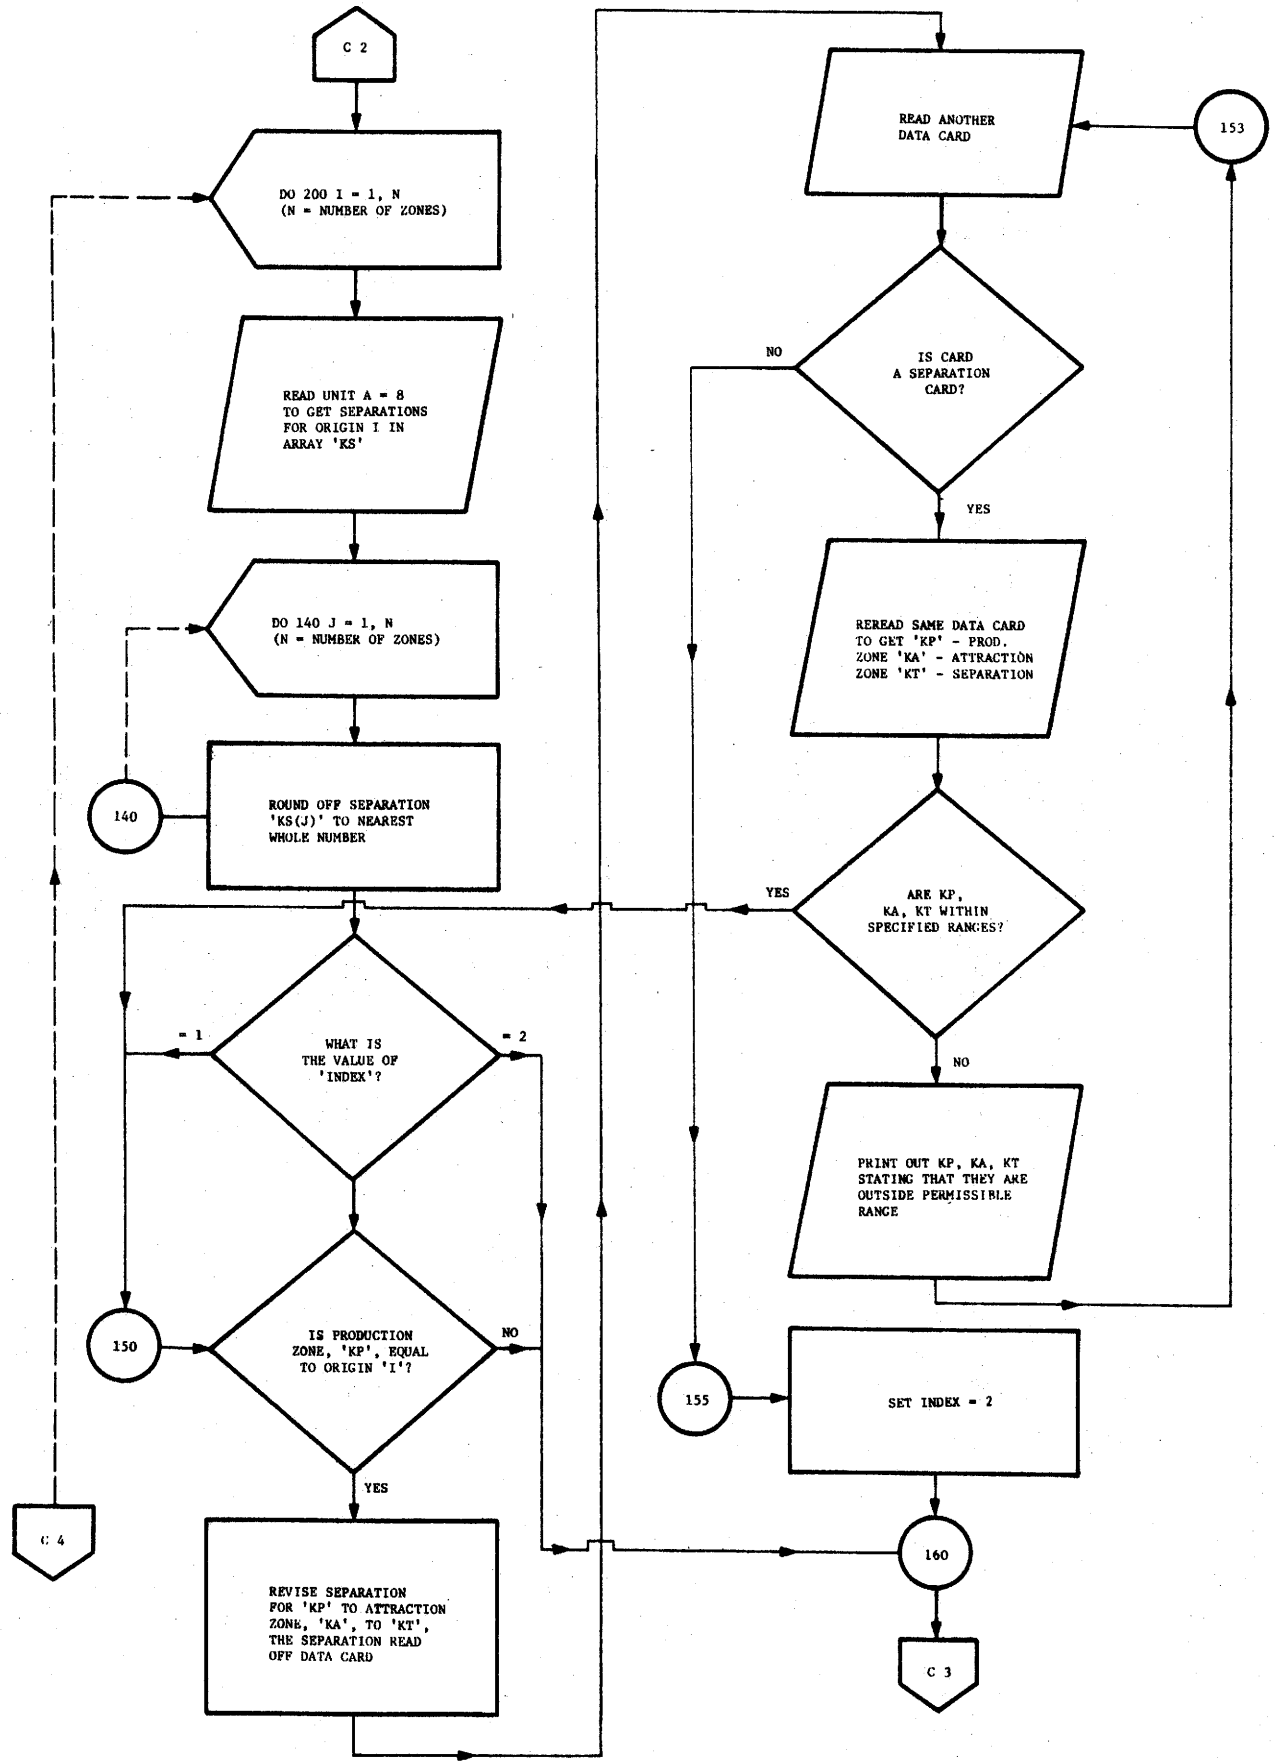 C 2
DO 200 I = 1, N
(N = NUMBER OF ZONES)
READ UNIT A = 8
TO GET SEPARATIONS
FOR ORIGIN I IN
ARRAY 'KS'
DO 140 J = 1, N
(N = NUMBER OF ZONES)
140
ROUND OFF SEPARATION
'KS(J)' TO NEAREST
WHOLE NUMBER
= 1
WHAT IS
THE VALUE OF
'INDEX'?
= 2
150
IS PRODUCTION
ZONE, 'KP', EQUAL
TO ORIGIN 'I'?
NO
YES
C 4
REVISE SEPARATION
FOR 'KP' TO ATTRACTION
ZONE, 'KA', TO 'KT',
THE SEPARATION READ
OFF DATA CARD
READ ANOTHER
DATA CARD
153
NO
IS CARD
A SEPARATION
CARD?
YES
REREAD SAME DATA CARD
TO GET 'KP' - PROD.
ZONE 'KA' - ATTRACTION
ZONE 'KT' - SEPARATION
YES
ARE KP,
KA, KT WITHIN
SPECIFIED RANGES?
NO
PRINT OUT KP, KA, KT
STATING THAT THEY ARE
OUTSIDE PERMISSIBLE
RANGE
155
SET INDEX = 2
160
C 3